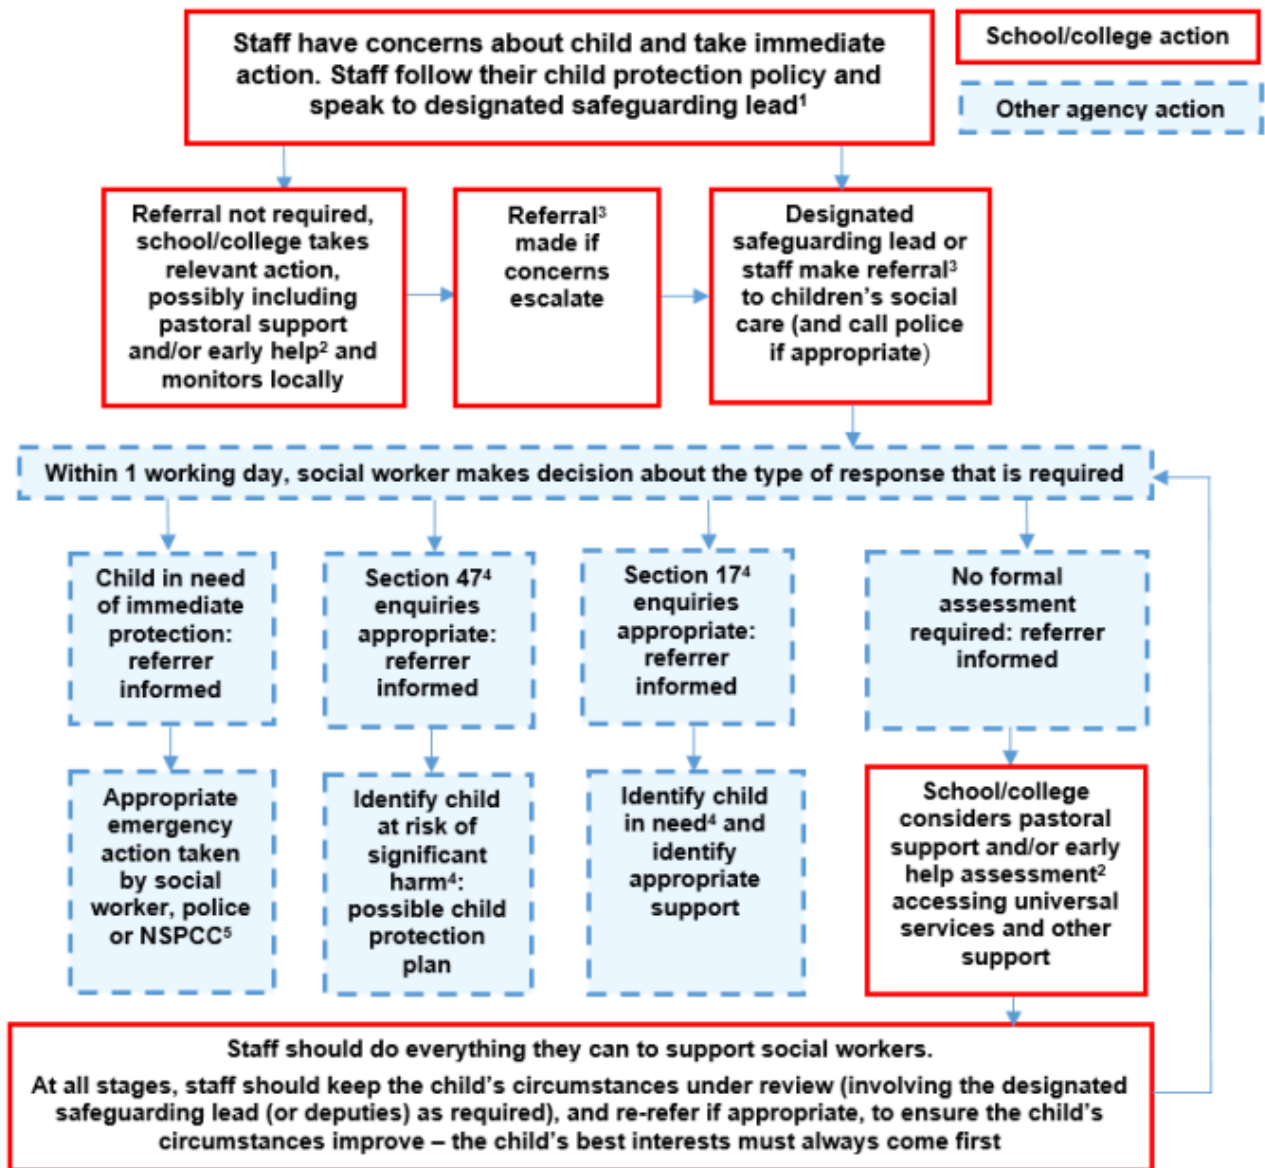 Staff have concerns about child and take immediate
action. Staff follow their child protection policy and
speak to designated safeguarding lead¹
School/college action
Other agency action
Referral not required,
school/college takes
relevant action,
possibly including
pastoral support
and/or early help² and
monitors locally
Referral³
made if
concerns
escalate
Designated
safeguarding lead or
staff make referral³
to children's social
care (and call police
if appropriate)
Within 1 working day, social worker makes decision about the type of response that is required
Child in need
of immediate
protection:
referrer
informed
Section 47⁴
enquiries
appropriate:
referrer
informed
Section 17⁴
enquiries
appropriate:
referrer
informed
No formal
assessment
required: referrer
informed
Appropriate
emergency
action taken
by social
worker, police
or NSPCC⁵
Identify child
at risk of
significant
harm⁴:
possible child
protection
plan
Identify child
in need⁴ and
identify
appropriate
support
School/college
considers pastoral
support and/or early
help assessment²
accessing universal
services and other
support
Staff should do everything they can to support social workers.
At all stages, staff should keep the child's circumstances under review (involving the designated
safeguarding lead (or deputies) as required), and re-refer if appropriate, to ensure the child's
circumstances improve – the child's best interests must always come first